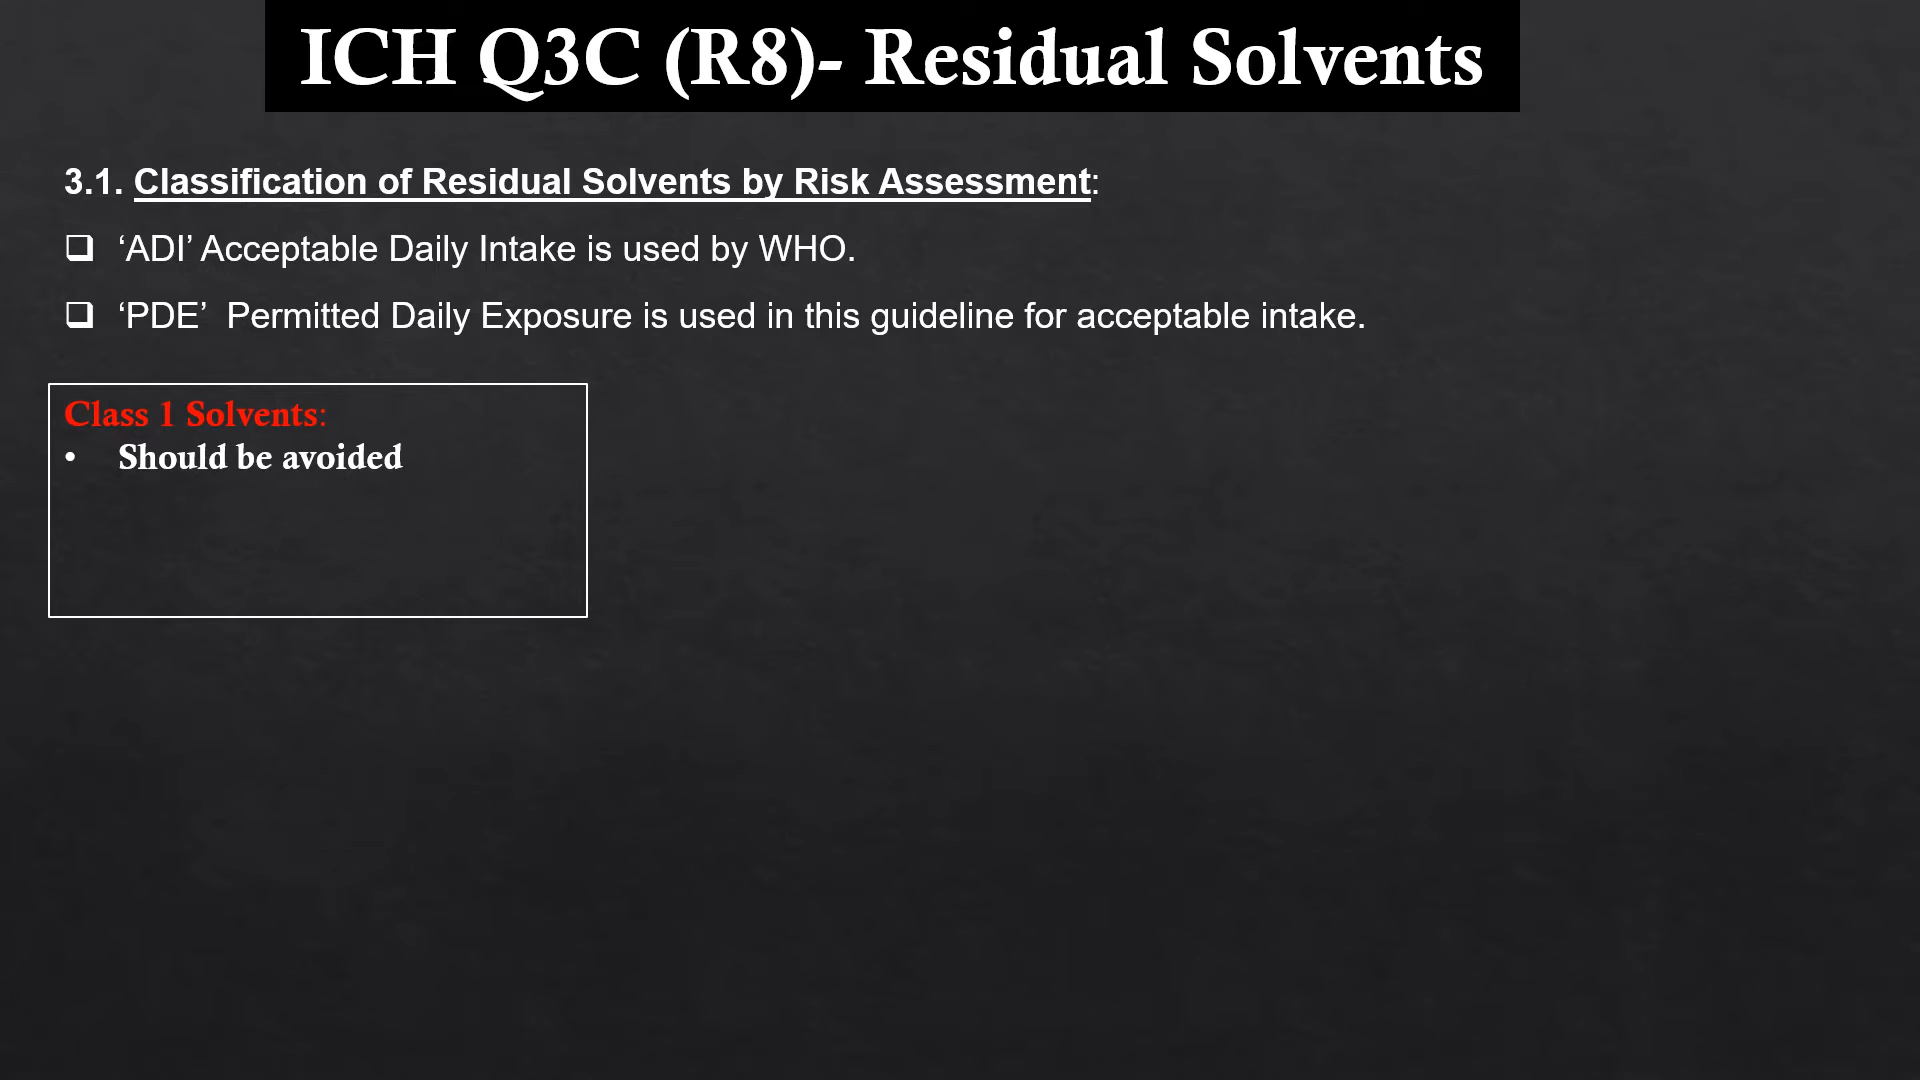 ICH Q3C (R8)- Residual Solvents
3.1. Classification of Residual Solvents by Risk Assessment:
❑ ‘ADI’ Acceptable Daily Intake is used by WHO.
❑ ‘PDE’  Permitted Daily Exposure is used in this guideline for acceptable intake.
Class 1 Solvents:
• Should be avoided